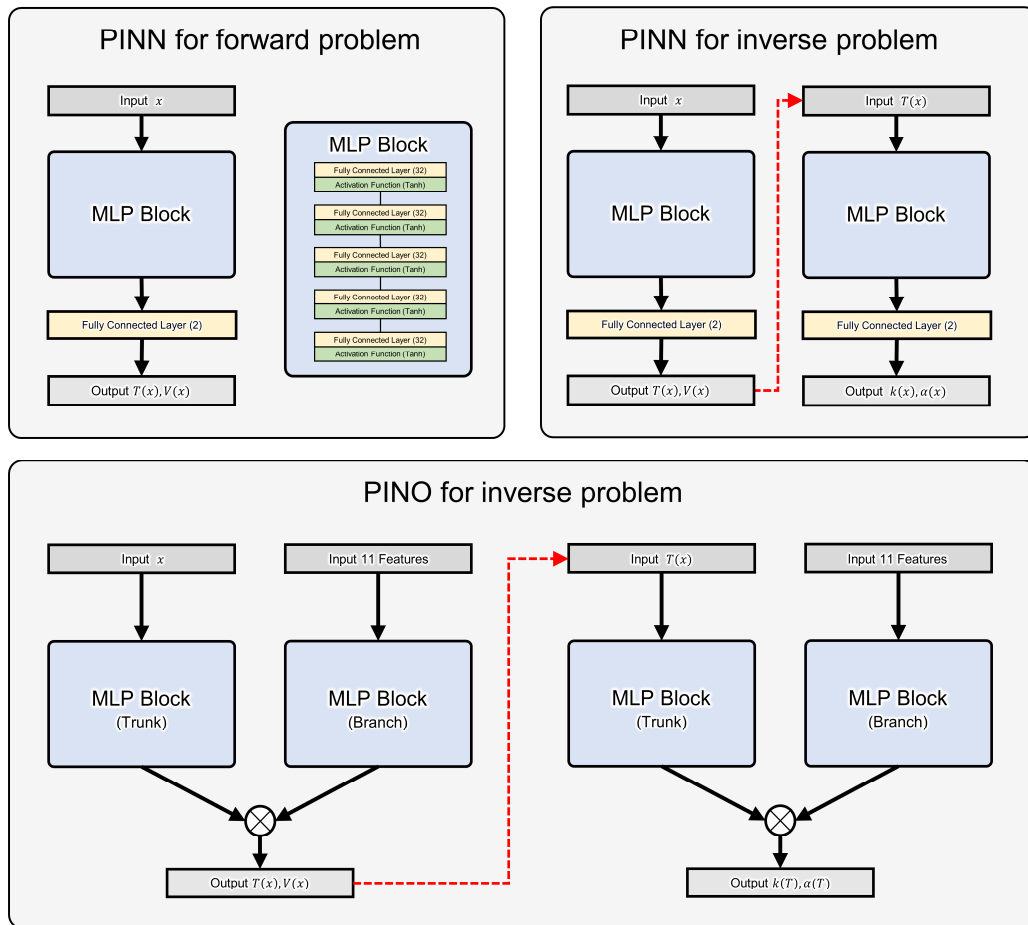 PINN for forward problem
Input x
MLP Block
Fully Connected Layer (2)
Output T(x),V(x)
MLP Block
Fully Connected Layer (32)
Activation Function (Tanh)
Fully Connected Layer (32)
Activation Function (Tanh)
Fully Connected Layer (32)
Activation Function (Tanh)
Fully Connected Layer (32)
Activation Function (Tanh)
Fully Connected Layer (32)
Activation Function (Tanh)
PINN for inverse problem
Input x
MLP Block
Fully Connected Layer (2)
Output T(x),V(x)
Input T(x)
MLP Block
Fully Connected Layer (2)
Output k(x),α(x)
PINO for inverse problem
Input x
MLP Block
(Trunk)
Input 11 Features
MLP Block
(Branch)
Output T(x),V(x)
Input T(x)
MLP Block
(Trunk)
Input 11 Features
MLP Block
(Branch)
Output k(T),α(T)